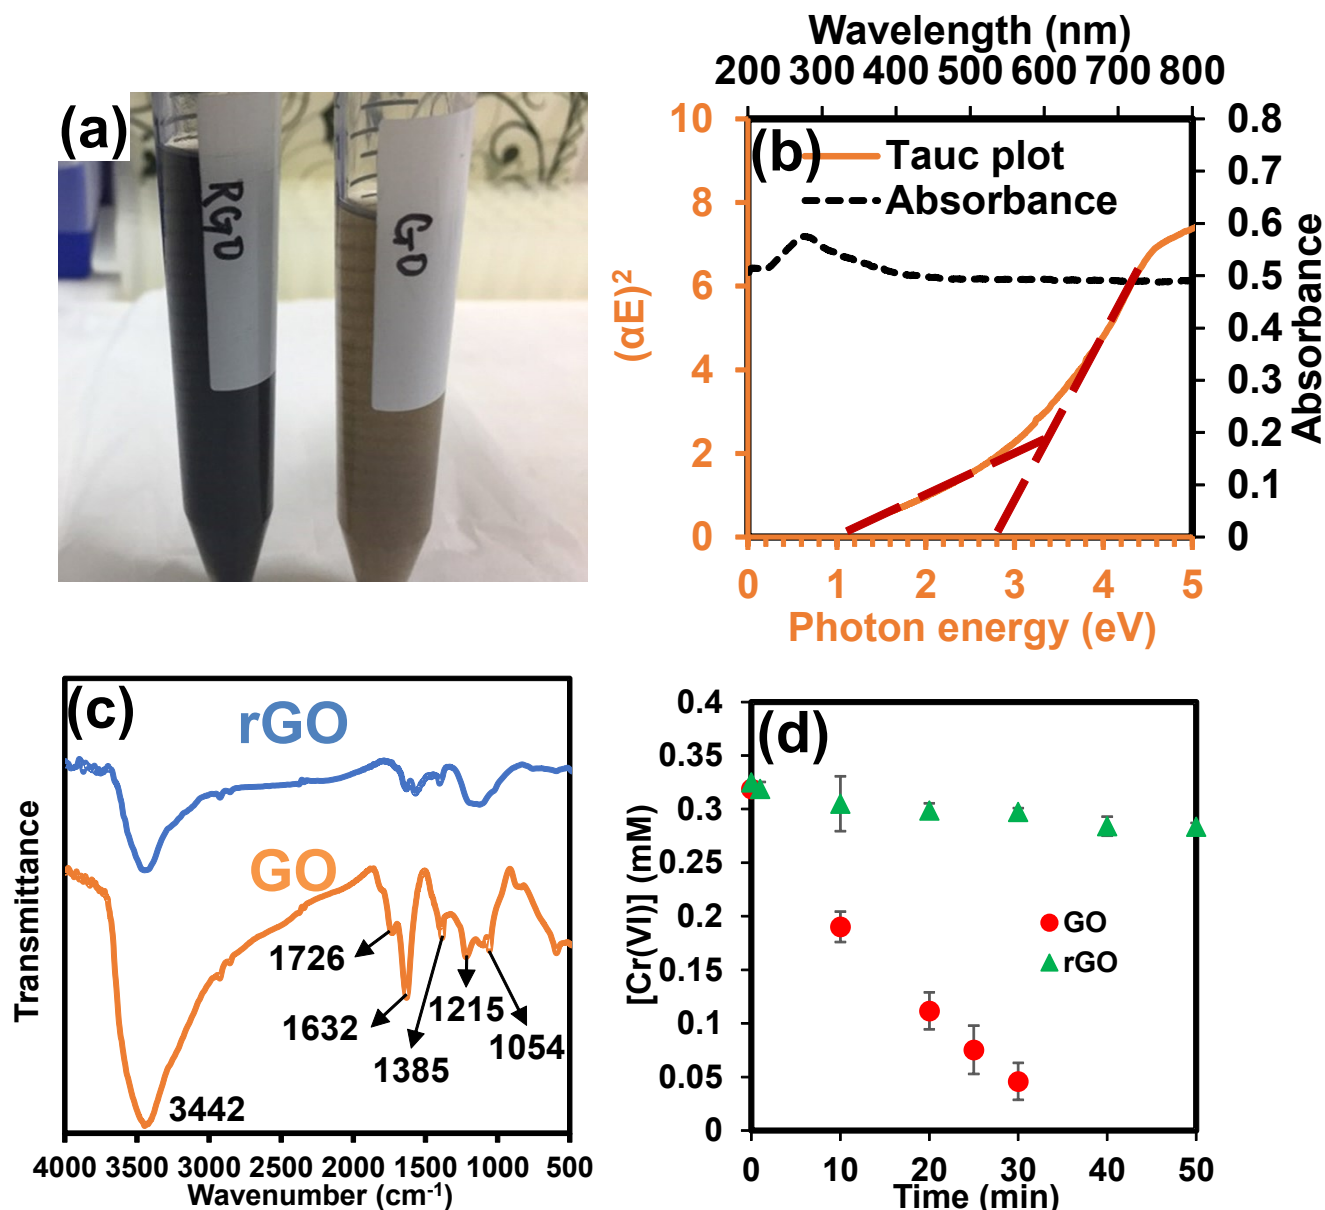 (a)
RGO
GO
Wavelength (nm)
200 300 400 500 600 700 800
(b)
Tauc plot
Absorbance
10
8
6
4
2
0
(αE)²
0.8
0.7
0.6
0.5
0.4
0.3
0.2
0.1
0
Absorbance
0 1 2 3 4 5
Photon energy (eV)
(c)
rGO
GO
1726
1632
1385
1215
1054
3442
Transmittance
4000 3500 3000 2500 2000 1500 1000 500
Wavenumber (cm⁻¹)
(d)
0.4
0.35
0.3
0.25
0.2
0.15
0.1
0.05
0
[Cr(VI)] (mM)
GO
rGO
0 10 20 30 40 50
Time (min)